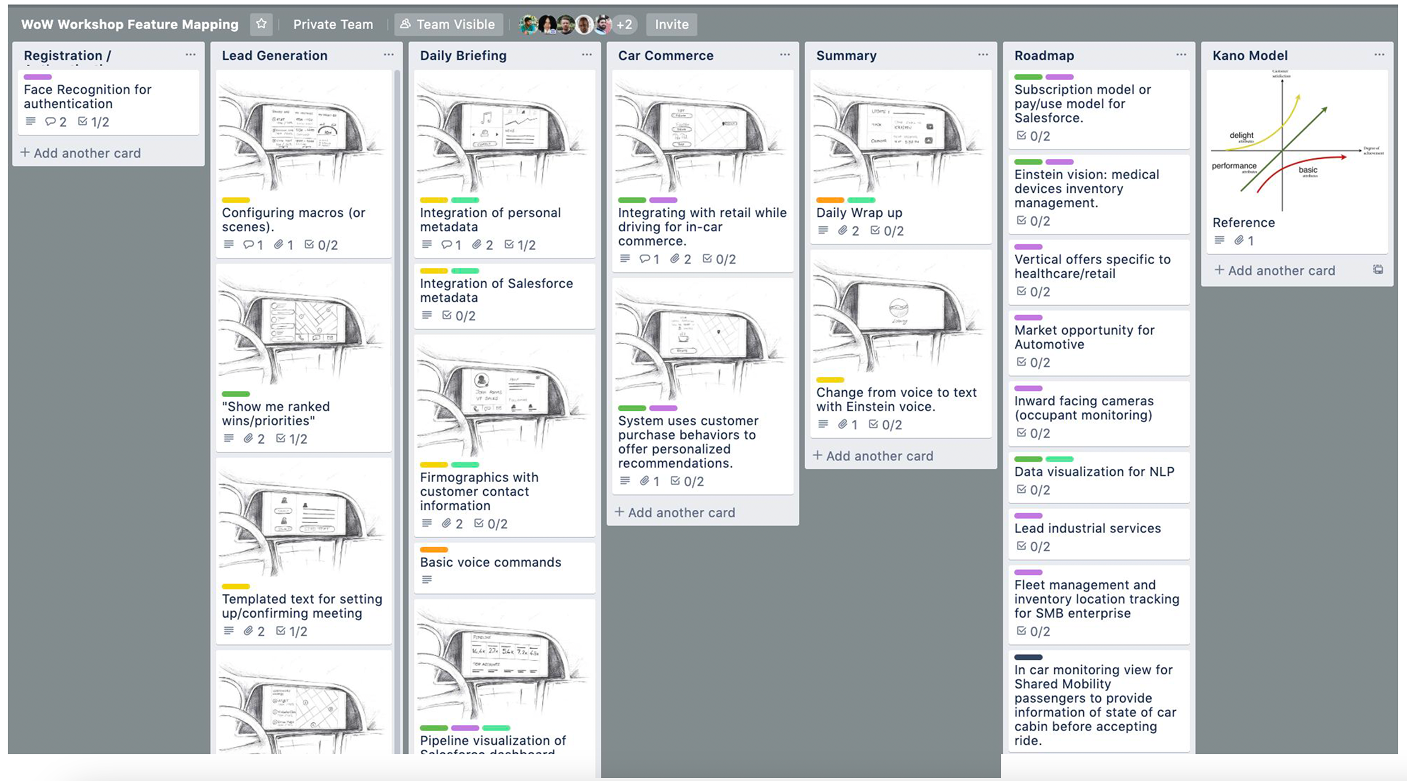 WoW Workshop Feature Mapping
Private Team
Team Visible
+2
Invite
Registration /
Face Recognition for
authentication
2 1/2
+ Add another card
Lead Generation
Configuring macros (or
scenes).
1 1 0/2
"Show me ranked
wins/priorities"
2 1/2
Templated text for setting
up/confirming meeting
2 1/2
Daily Briefing
Integration of personal
metadata
1 2 1/2
Integration of Salesforce
metadata
0/2
Firmographics with
customer contact
information
2 0/2
Basic voice commands
PIPELINE
Pipeline visualization of
Salesforce dashboard
Car Commerce
Integrating with retail while
driving for in-car
commerce.
1 2 0/2
System uses customer
purchase behaviors to
offer personalized
recommendations.
1 0/2
+ Add another card
Summary
Daily Wrap up
2 0/2
Change from voice to text
with Einstein voice.
1 0/2
+ Add another card
Roadmap
Subscription model or
pay/use model for
Salesforce.
0/2
Einstein vision: medical
devices inventory
management.
0/2
Vertical offers specific to
healthcare/retail
0/2
Market opportunity for
Automotive
0/2
Inward facing cameras
(occupant monitoring)
0/2
Data visualization for NLP
0/2
Lead industrial services
0/2
Fleet management and
inventory location tracking
for SMB enterprise
0/2
In car monitoring view for
Shared Mobility
passengers to provide
information of state of car
cabin before accepting
ride.
Kano Model
Customer
satisfaction
delight
attributes
Degree of
achievement
performance
attributes
basic
attributes
Reference
1
+ Add another card